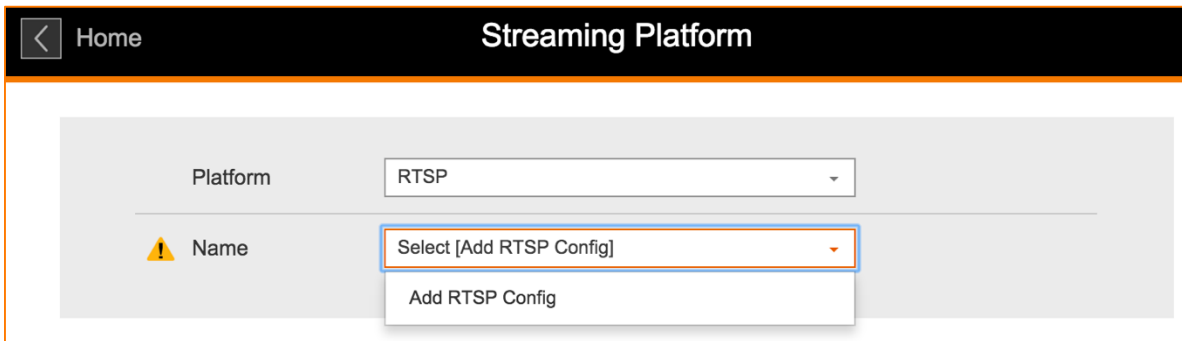 Home
Streaming Platform
Platform
RTSP
Name
Select [Add RTSP Config]
Add RTSP Config